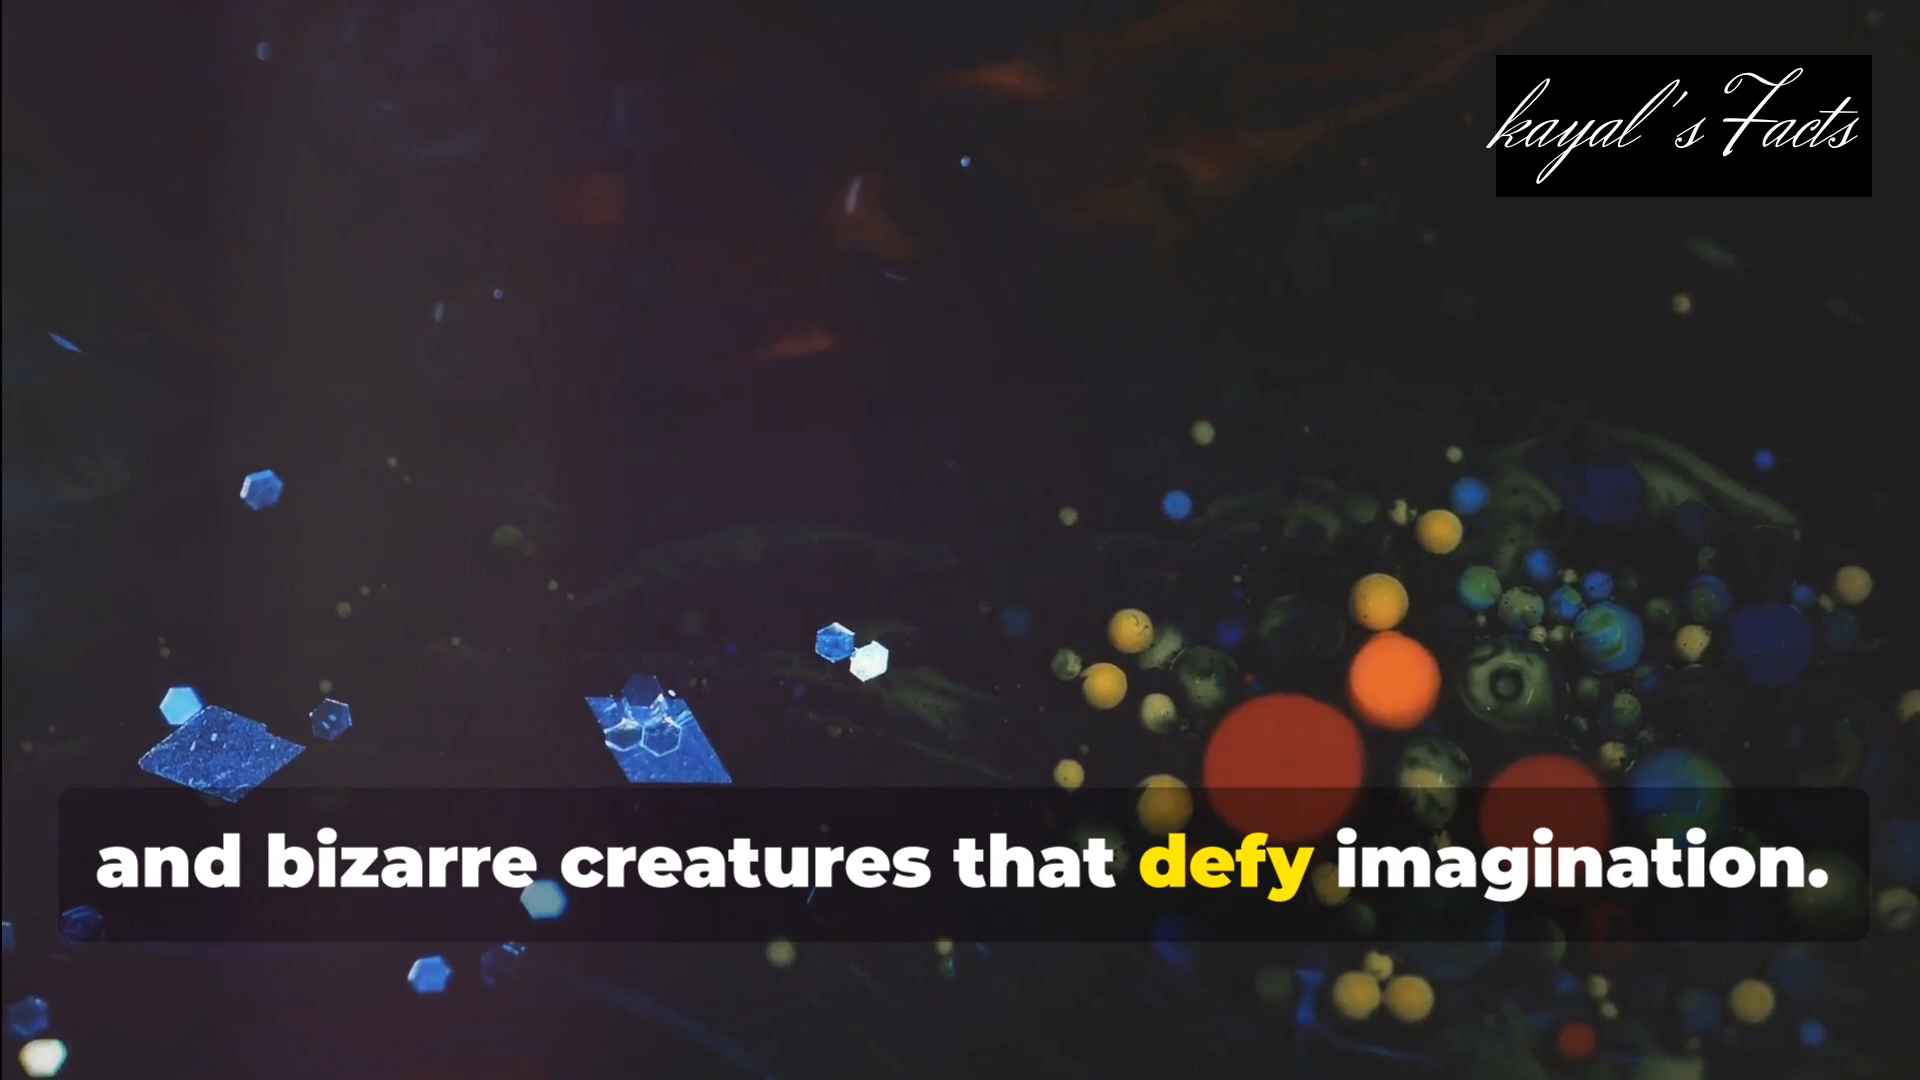 kayal's Facts
and bizarre creatures that defy imagination.